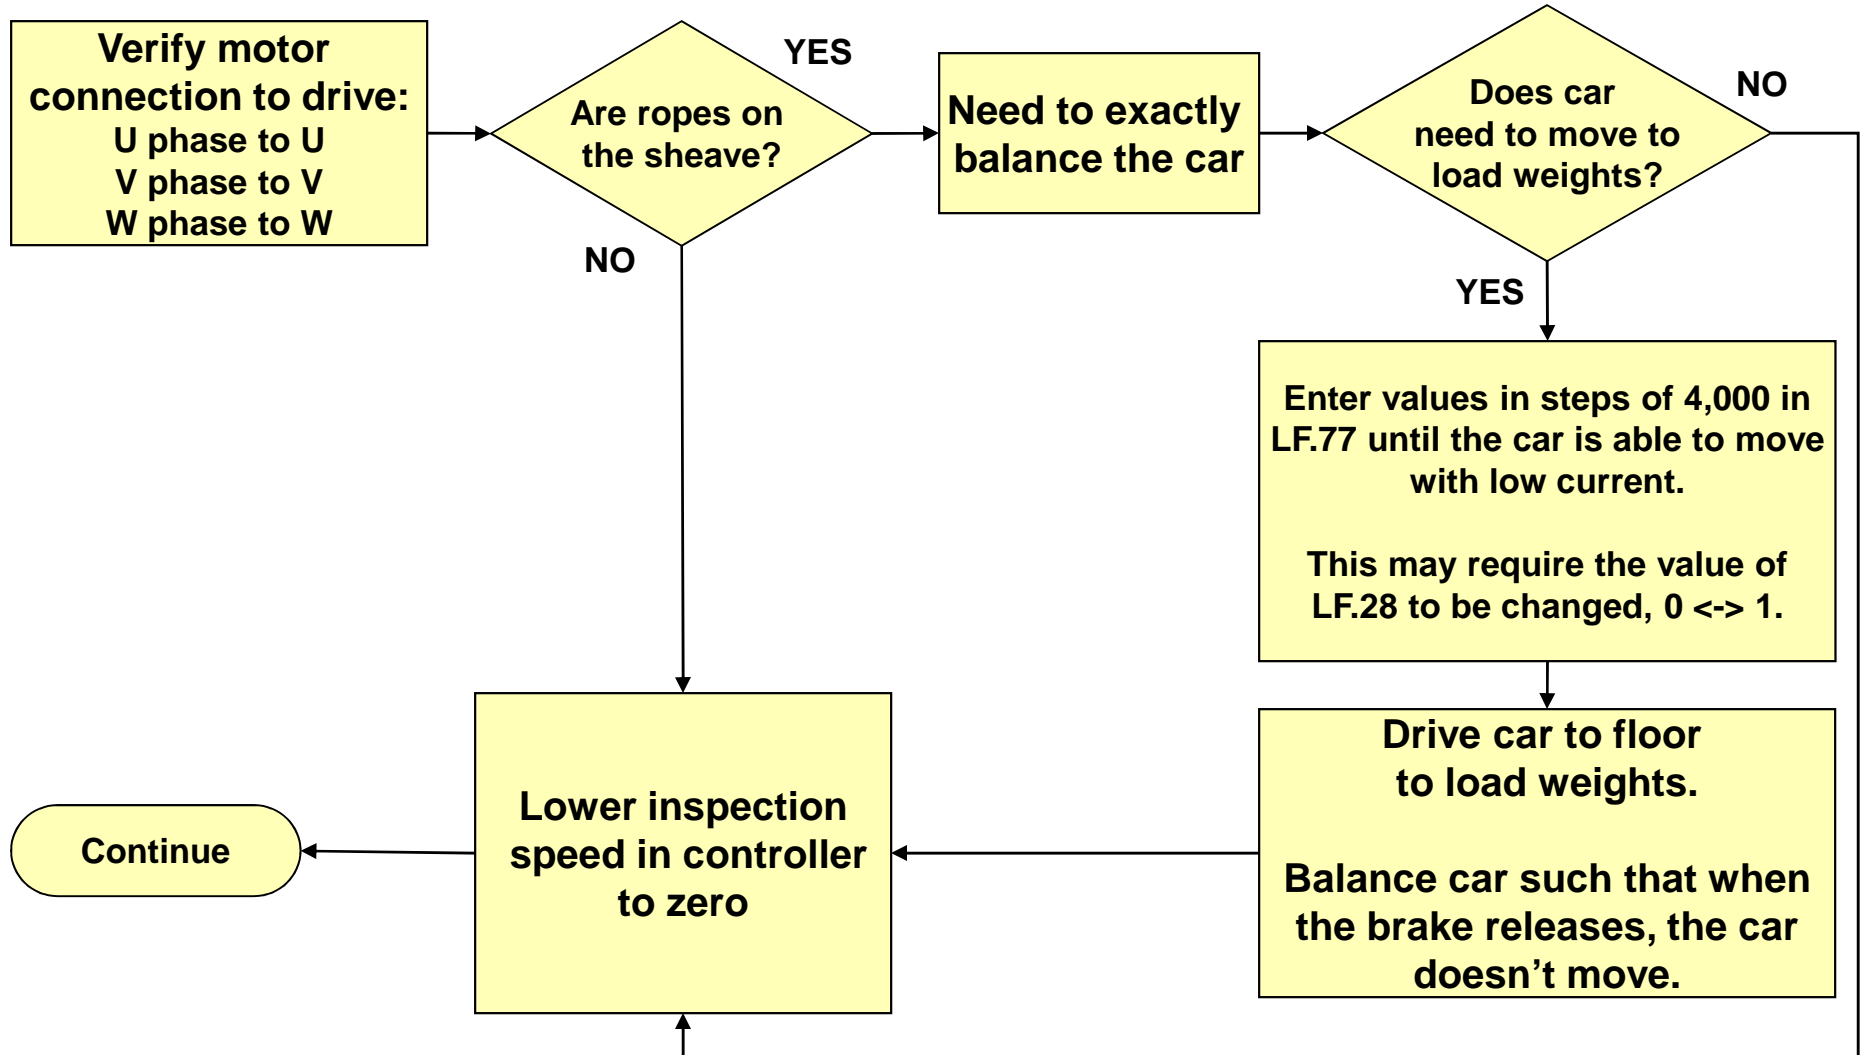 Verify motor
connection to drive:
U phase to U
V phase to V
W phase to W
Are ropes on
the sheave?
YES
NO
Need to exactly
balance the car
Does car
need to move to
load weights?
NO
YES
Enter values in steps of 4,000 in
LF.77 until the car is able to move
with low current.
This may require the value of
LF.28 to be changed, 0 <-> 1.
Drive car to floor
to load weights.
Balance car such that when
the brake releases, the car
doesn’t move.
Lower inspection
speed in controller
to zero
Continue